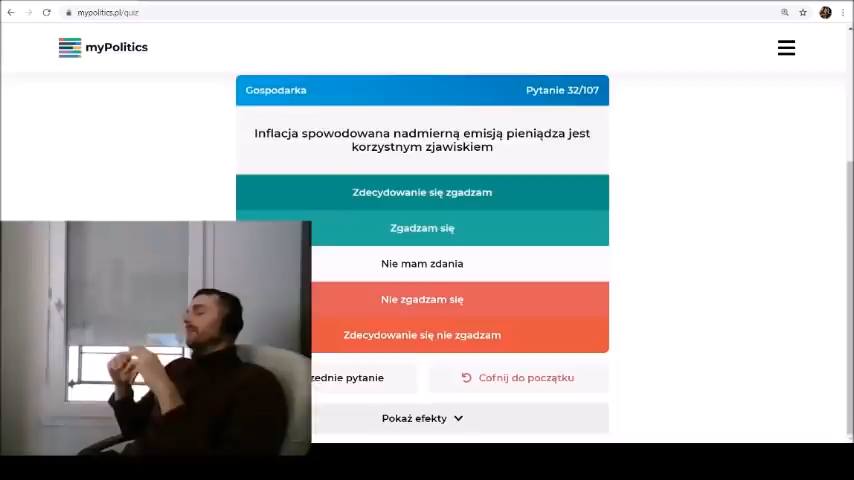 mypolitics.pl/quiz
myPolitics
Gospodarka
Pytanie 32/107
Inflacja spowodowana nadmierną emisją pieniądza jest
korzystnym zjawiskiem
Zdecydowanie się zgadzam
Zgadzam się
Nie mam zdania
Nie zgadzam się
Zdecydowanie się nie zgadzam
zednie pytanie
Cofnij do początku
Pokaż efekty